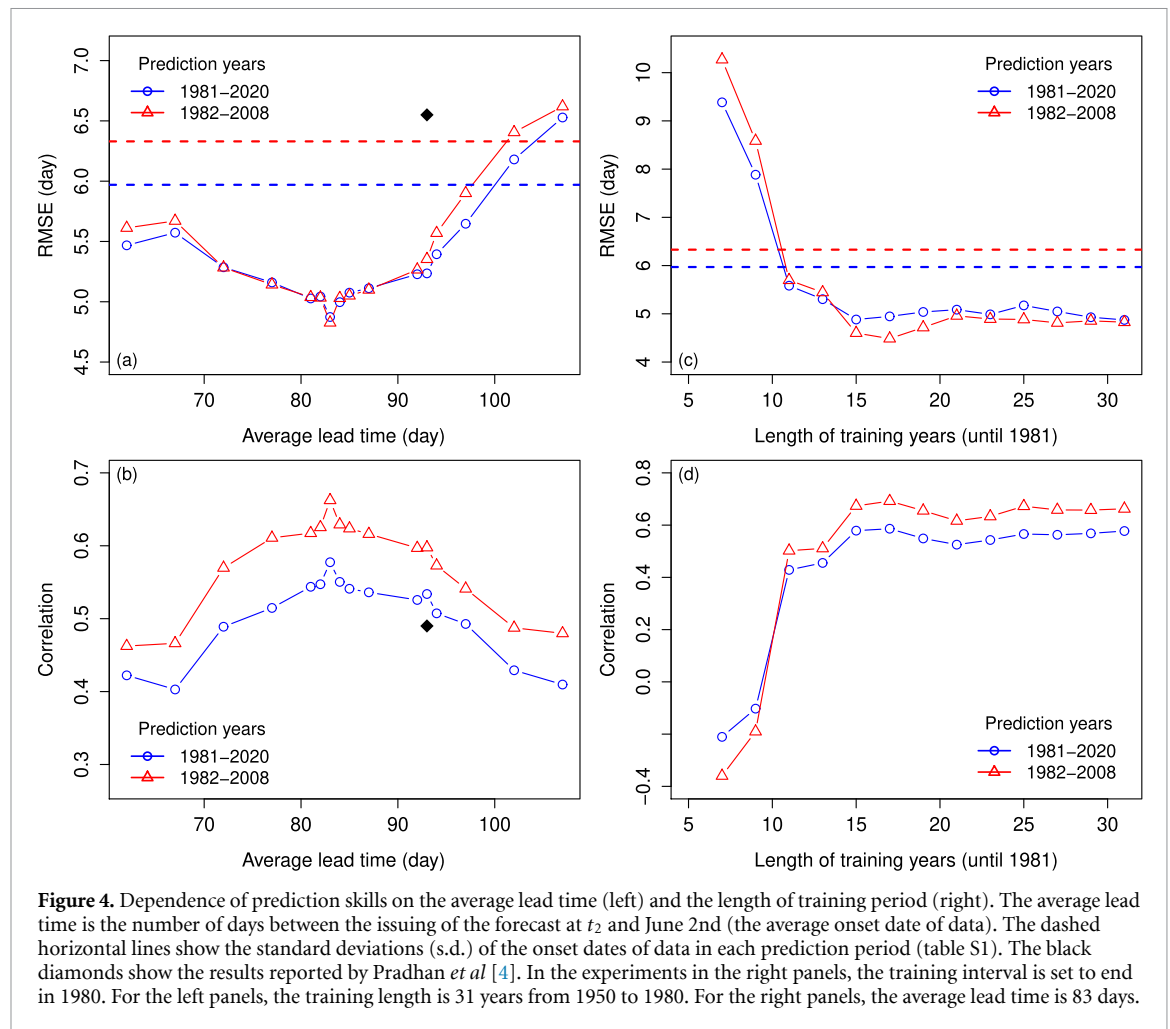 7.0
6.5
6.0
5.5
5.0
4.5
RMSE (day)
Prediction years
1981−2020
1982−2008
(a)
70
80
90
100
Average lead time (day)
10
9
8
7
6
5
4
RMSE (day)
Prediction years
1981−2020
1982−2008
(c)
5
10
15
20
25
30
Length of training years (until 1981)
0.7
0.6
0.5
0.4
0.3
Correlation
(b)
Prediction years
1981−2020
1982−2008
70
80
90
100
Average lead time (day)
0.8
0.6
0.4
0.2
0.0
−0.4
Correlation
(d)
Prediction years
1981−2020
1982−2008
5
10
15
20
25
30
Length of training years (until 1981)
Figure 4. Dependence of prediction skills on the average lead time (left) and the length of training period (right). The average lead
time is the number of days between the issuing of the forecast at t2 and June 2nd (the average onset date of data). The dashed
horizontal lines show the standard deviations (s.d.) of the onset dates of data in each prediction period (table S1). The black
diamonds show the results reported by Pradhan et al [4]. In the experiments in the right panels, the training interval is set to end
in 1980. For the left panels, the training length is 31 years from 1950 to 1980. For the right panels, the average lead time is 83 days.